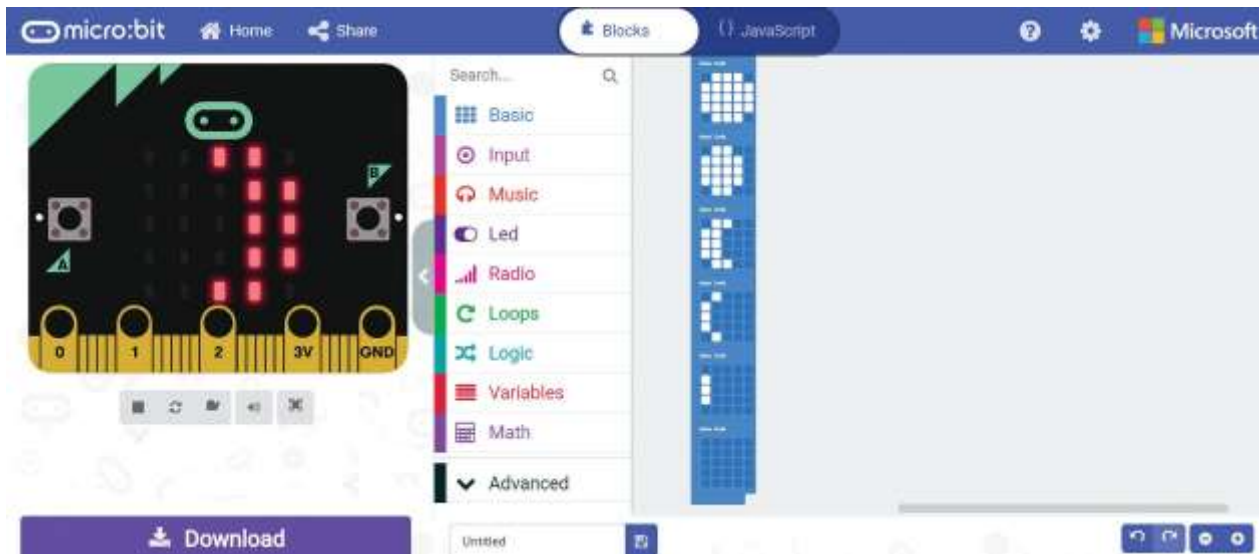 micro:bit Home Share Blocks {} JavaScript ? Microsoft
Search...
Basic
Input
Music
Led
Radio
Loops
Logic
Variables
Math
Advanced
B
A
0 1 2 3V GND
Download
Untitled